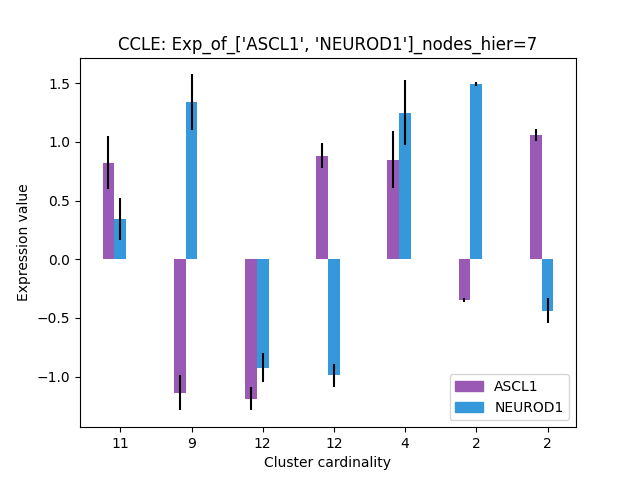 CCLE: Exp_of_['ASCL1', 'NEUROD1']_nodes_hier=7
Expression value
1.5
1.0
0.5
0.0
−0.5
−1.0
ASCL1
NEUROD1
11 9 12 12 4 2 2
Cluster cardinality